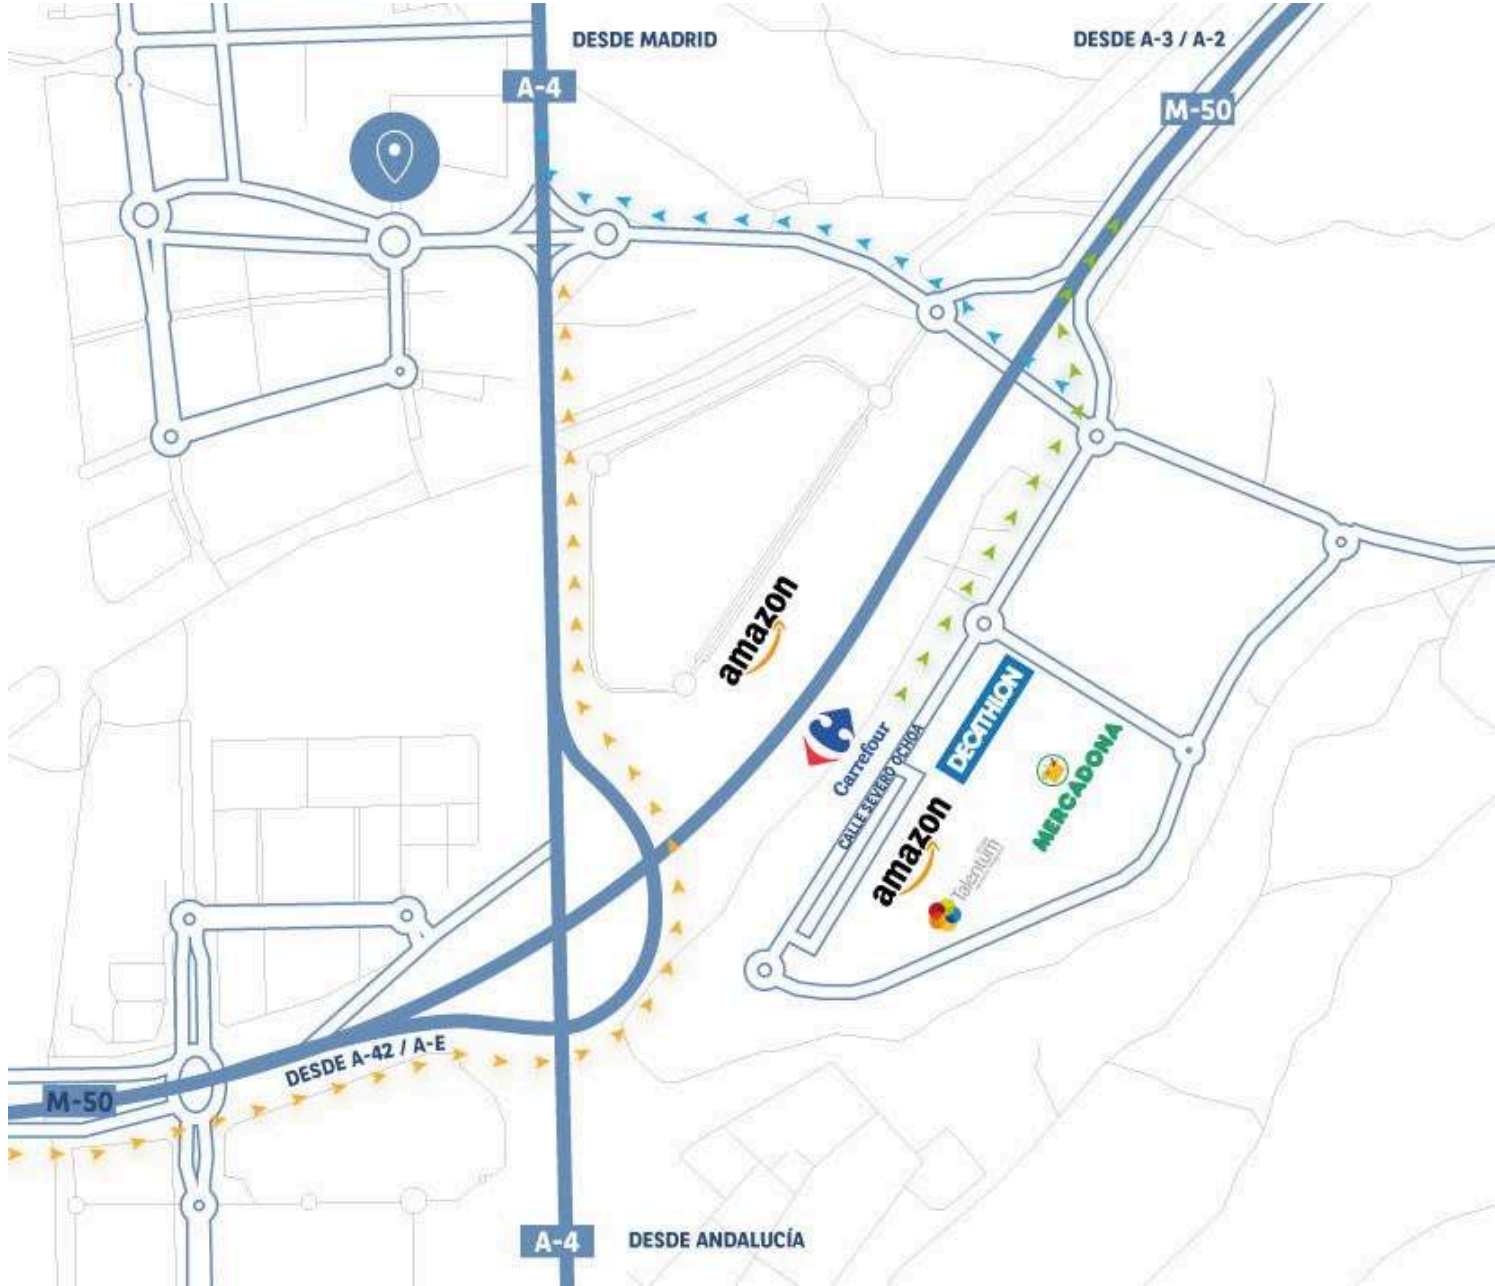 DESDE MADRID
DESDE A-3 / A-2
A-4
M-50
amazon
DECATHLON
Carrefour
CALLE SEVERO OCHOA
MERCADONA
amazon
Talentum
DESDE A-42 / A-E
M-50
A-4
DESDE ANDALUCÍA